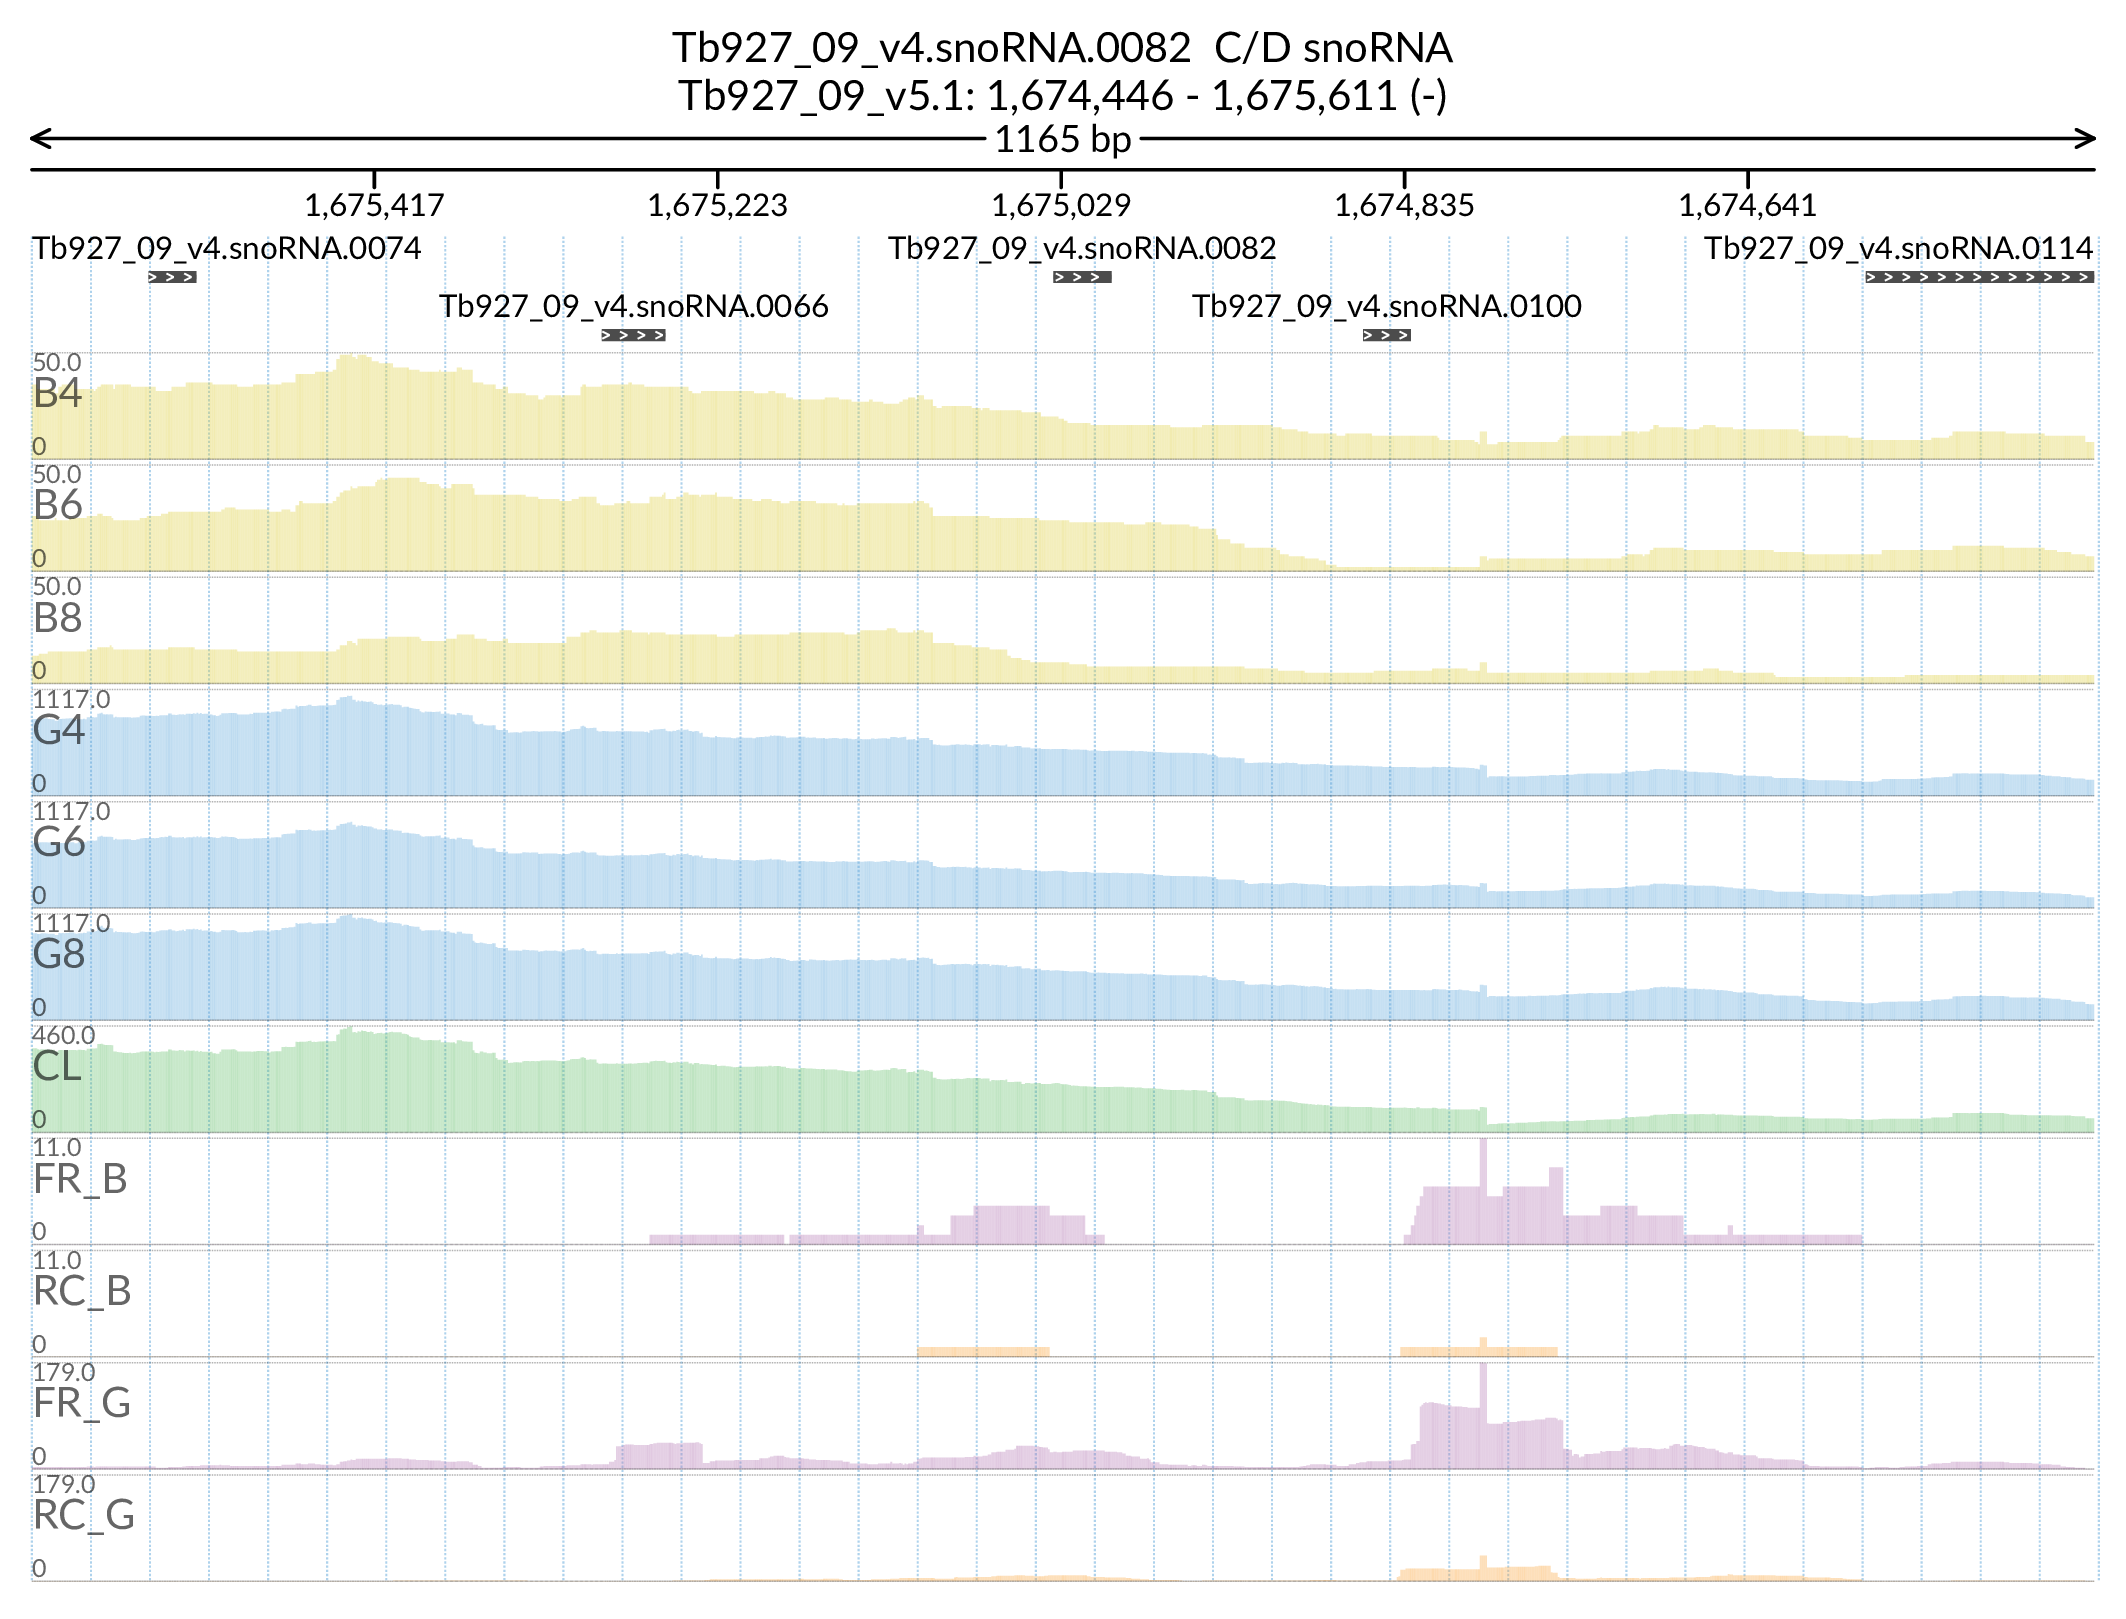 Tb927_09_v4.snoRNA.0082  C/D snoRNA
Tb927_09_v5.1: 1,674,446 - 1,675,611 (-)
1165 bp
1,675,417 1,675,223 1,675,029 1,674,835 1,674,641
Tb927_09_v4.snoRNA.0074 Tb927_09_v4.snoRNA.0082 Tb927_09_v4.snoRNA.0114
Tb927_09_v4.snoRNA.0066 Tb927_09_v4.snoRNA.0100
50.0
B4
0
50.0
B6
0
50.0
B8
0
1117.0
G4
0
1117.0
G6
0
1117.0
G8
0
460.0
CL
0
11.0
FR_B
0
11.0
RC_B
0
179.0
FR_G
0
179.0
RC_G
0